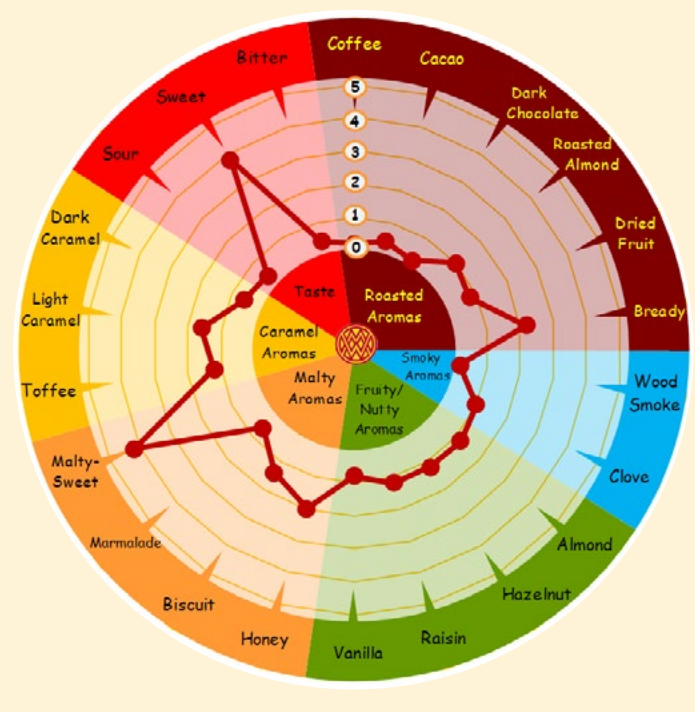 Coffee
Cacao
Dark
Chocolate
Roasted
Almond
Dried
Fruit
Bready
Wood
Smoke
Clove
Almond
Hazelnut
Raisin
Vanilla
Honey
Biscuit
Marmalade
Malty-
Sweet
Toffee
Light
Caramel
Dark
Caramel
Sour
Sweet
Bitter
5
4
3
2
1
0
Taste
Roasted
Aromas
Smoky
Aromas
Fruity/
Nutty
Aromas
Malty
Aromas
Caramel
Aromas